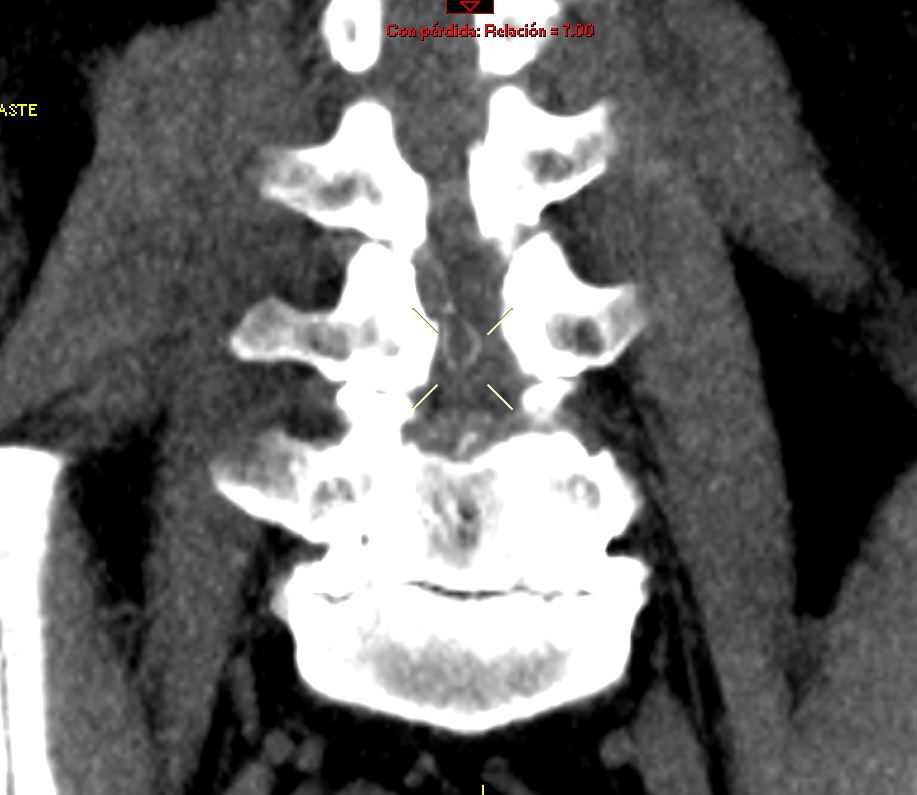 Con pérdida: Relación = 7.00
ASTE